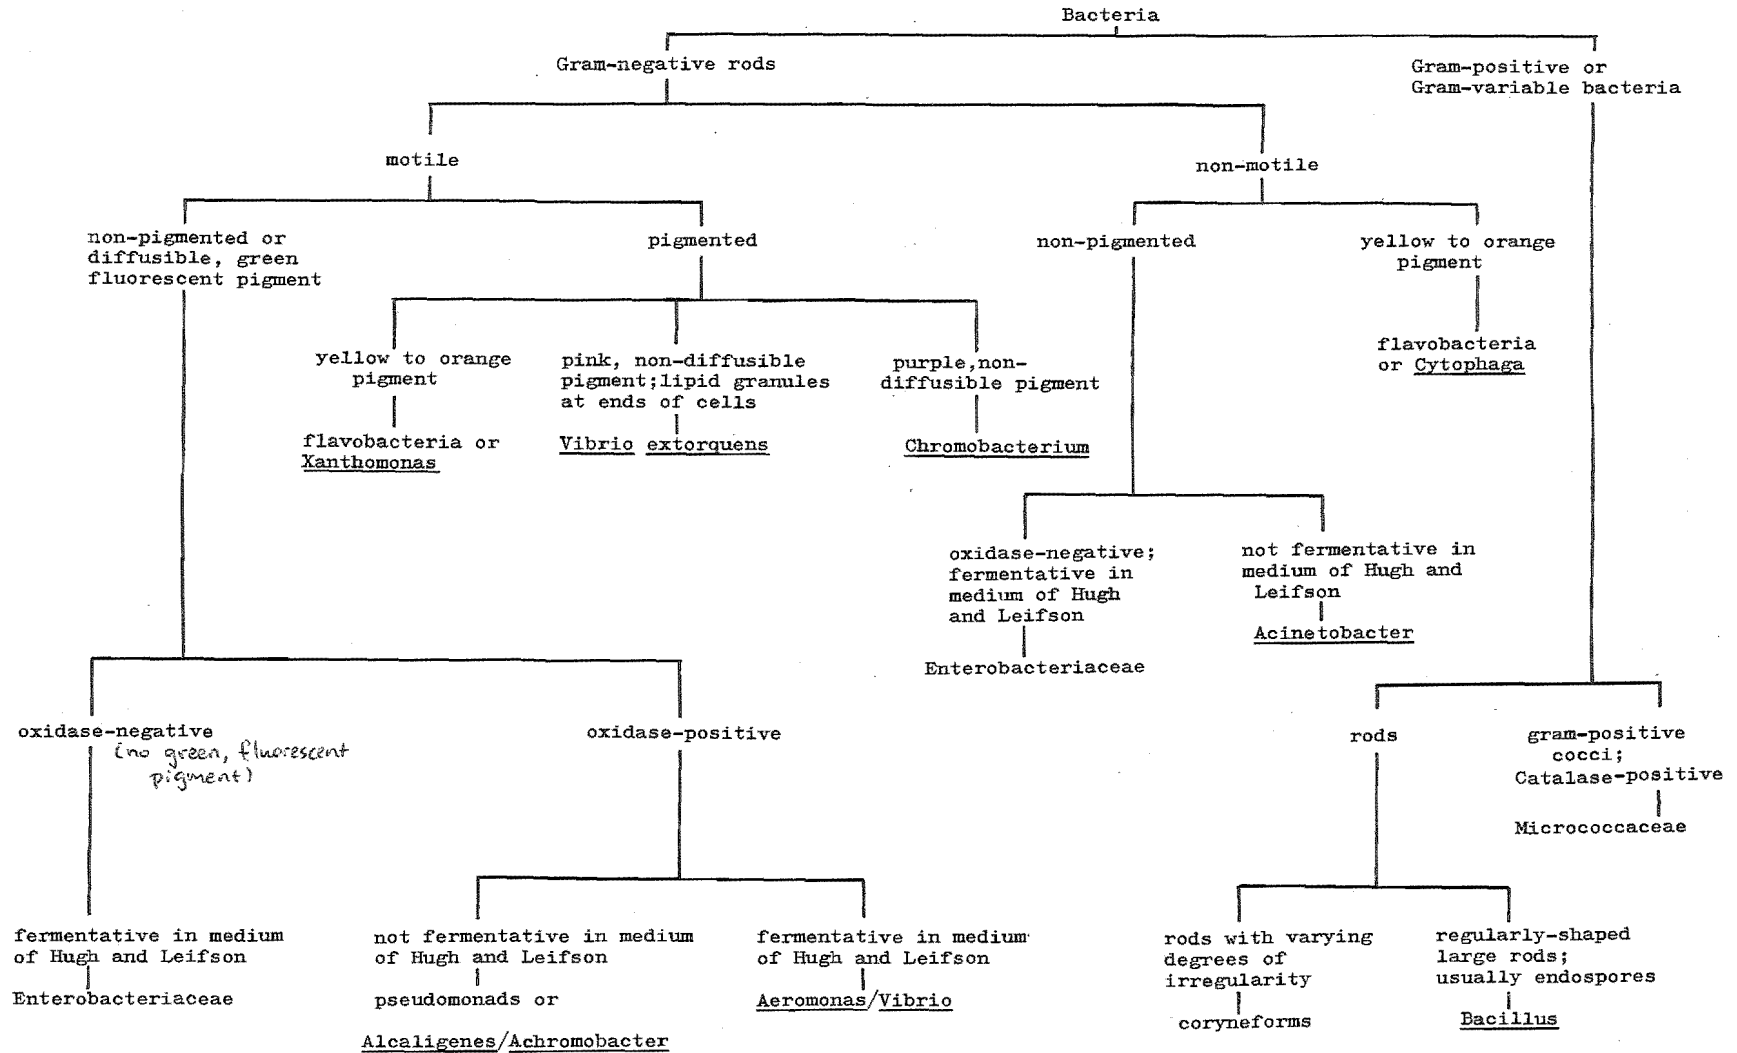 Bacteria
Gram-negative rods
Gram-positive or
Gram-variable bacteria
motile
non-motile
non-pigmented or
diffusible, green
fluorescent pigment
pigmented
non-pigmented
yellow to orange
pigment
yellow to orange
pigment
flavobacteria or
Xanthomonas
pink, non-diffusible
pigment;lipid granules
at ends of cells
Vibrio extorquens
purple,non-
diffusible pigment
Chromobacterium
flavobacteria
or Cytophaga
oxidase-negative;
fermentative in
medium of Hugh
and Leifson
Enterobacteriaceae
not fermentative in
medium of Hugh and
Leifson
Acinetobacter
oxidase-negative
(no green, fluorescent
pigment)
oxidase-positive
rods
gram-positive
cocci;
Catalase-positive
Micrococcaceae
fermentative in medium
of Hugh and Leifson
Enterobacteriaceae
not fermentative in medium
of Hugh and Leifson
pseudomonads or
Alcaligenes/Achromobacter
fermentative in medium
of Hugh and Leifson
Aeromonas/Vibrio
rods with varying
degrees of
irregularity
coryneforms
regularly-shaped
large rods;
usually endospores
Bacillus